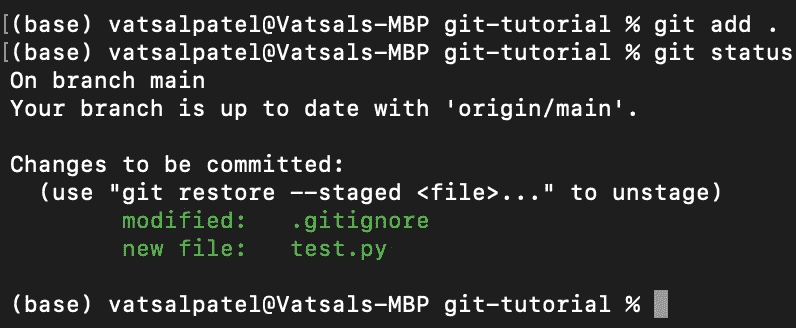 [(base) vatsalpatel@Vatsals-MBP git-tutorial % git add .
[(base) vatsalpatel@Vatsals-MBP git-tutorial % git status
On branch main
Your branch is up to date with 'origin/main'.
Changes to be committed:
(use "git restore --staged <file>..." to unstage)
modified: .gitignore
new file: test.py
(base) vatsalpatel@Vatsals-MBP git-tutorial %